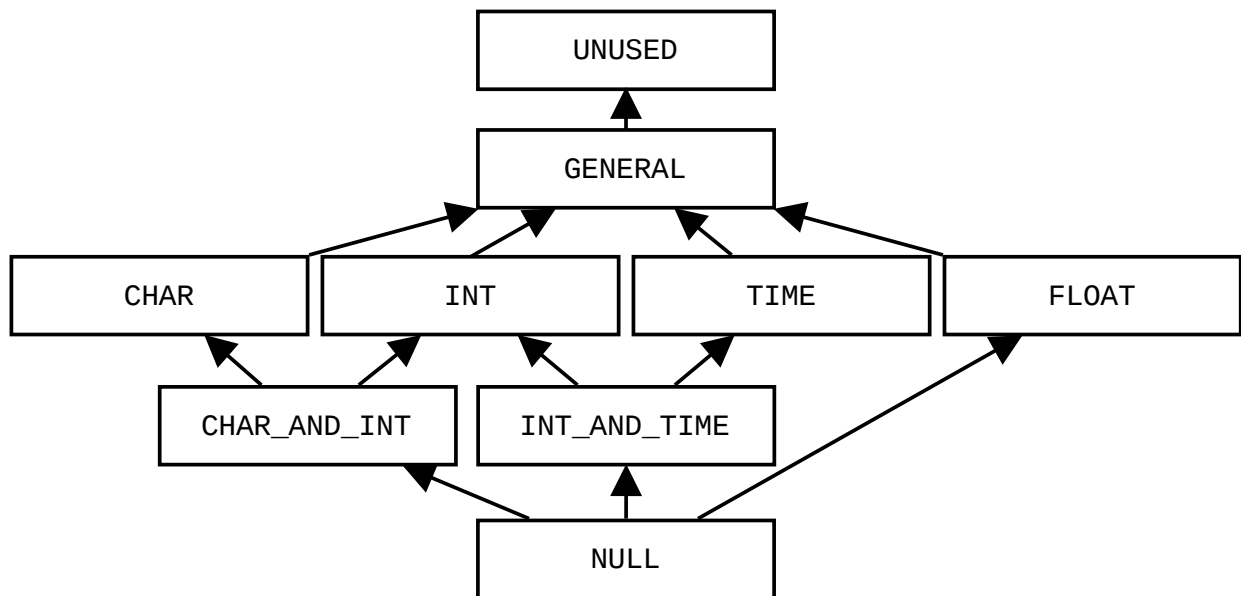 UNUSED
GENERAL
CHAR
INT
TIME
FLOAT
CHAR_AND_INT
INT_AND_TIME
NULL